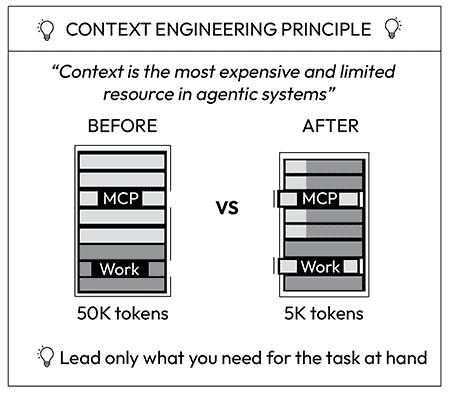 CONTEXT ENGINEERING PRINCIPLE
“Context is the most expensive and limited
resource in agentic systems”
BEFORE
AFTER
MCP
VS
MCP
Work
Work
50K tokens
5K tokens
Lead only what you need for the task at hand